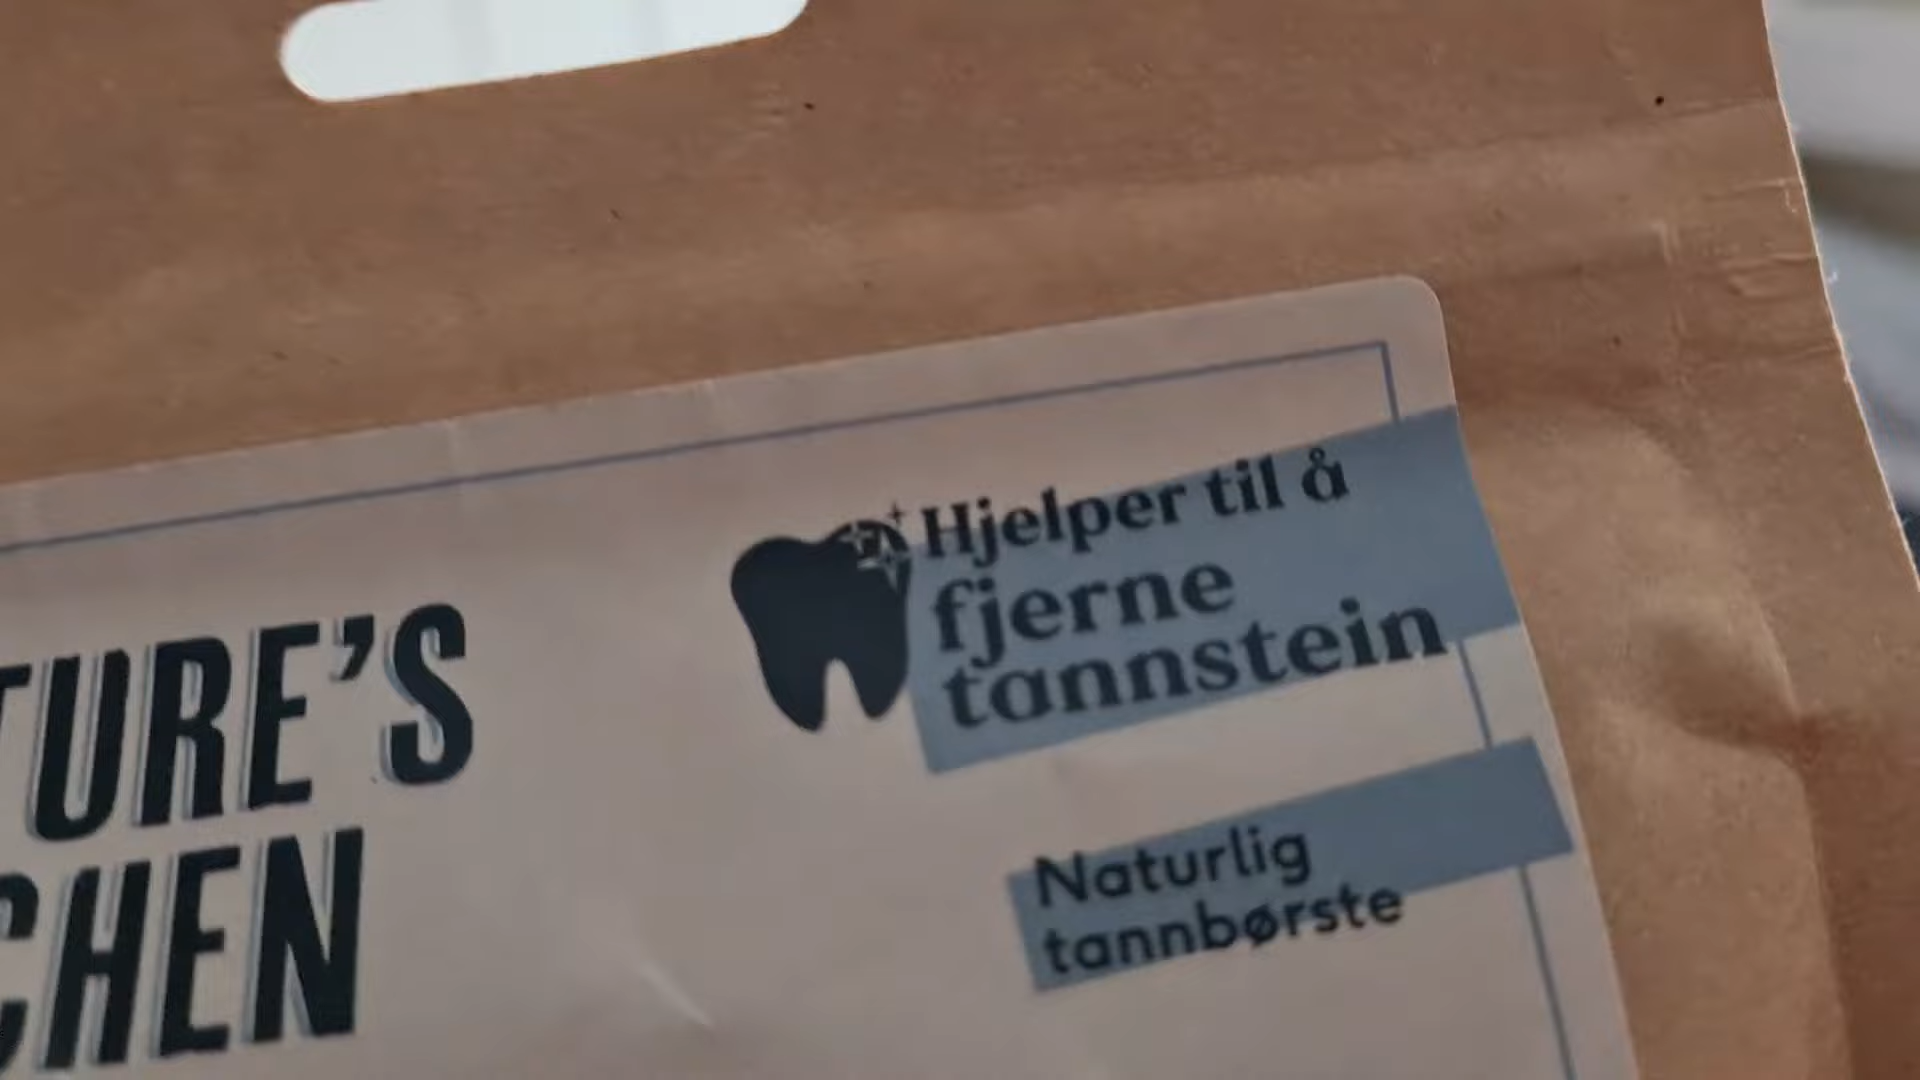 TURE'S
CHEN
Hjelper til å
fjerne
tannstein
Naturlig
tannbørste